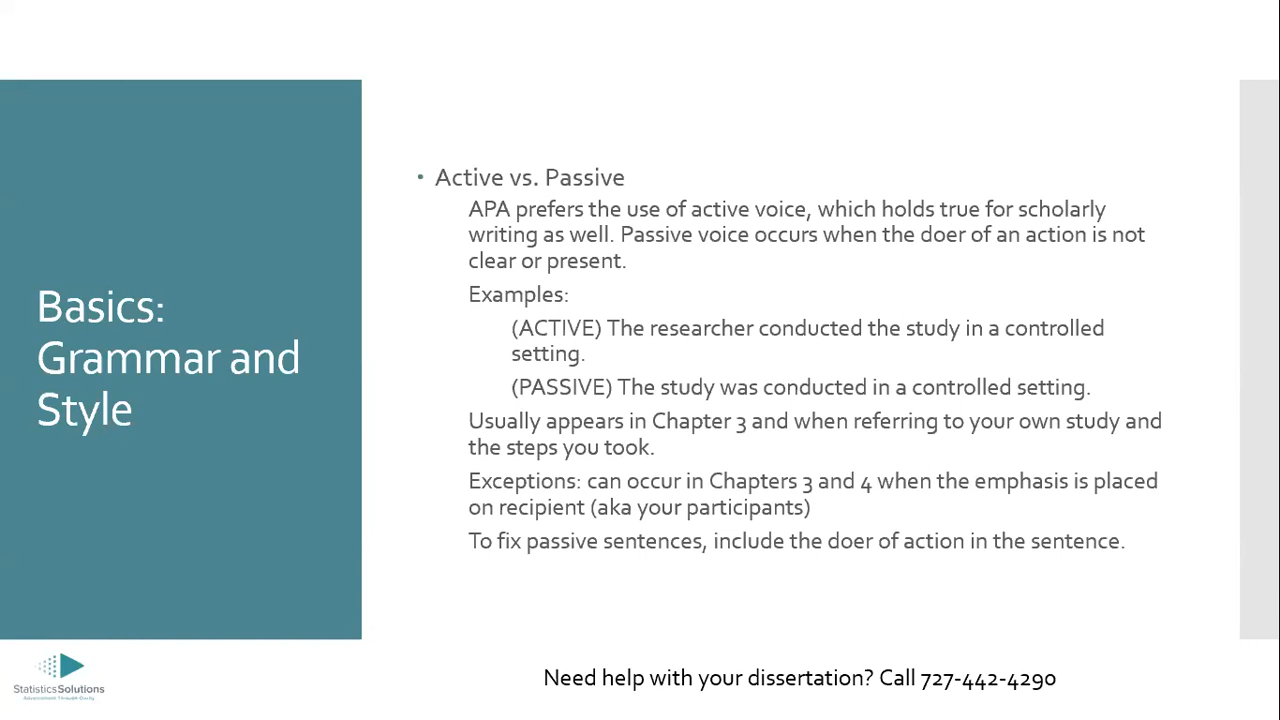 Basics:
Grammar and
Style
• Active vs. Passive
APA prefers the use of active voice, which holds true for scholarly
writing as well. Passive voice occurs when the doer of an action is not
clear or present.
Examples:
(ACTIVE) The researcher conducted the study in a controlled
setting.
(PASSIVE) The study was conducted in a controlled setting.
Usually appears in Chapter 3 and when referring to your own study and
the steps you took.
Exceptions: can occur in Chapters 3 and 4 when the emphasis is placed
on recipient (aka your participants)
To fix passive sentences, include the doer of action in the sentence.
StatisticsSolutions
Advancement Through Clarity
Need help with your dissertation? Call 727-442-4290